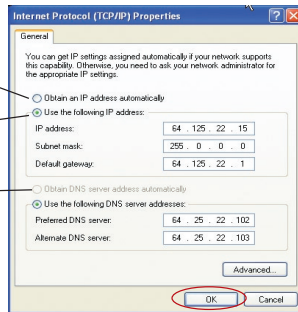 Internet Protocol (TCP/IP) Properties
General
You can get IP settings assigned automatically if your network supports
this capability. Otherwise, you need to ask your network administrator for
the appropriate IP settings.
Obtain an IP address automatically
Use the following IP address:
IP address: 64 . 125 . 22 . 15
Subnet mask: 255 . 0 . 0 . 0
Default gateway: 64 . 125 . 22 . 1
Obtain DNS server address automatically
Use the following DNS server addresses:
Preferred DNS server: 64 . 25 . 22 . 102
Alternate DNS server: 64 . 25 . 22 . 103
Advanced...
OK Cancel